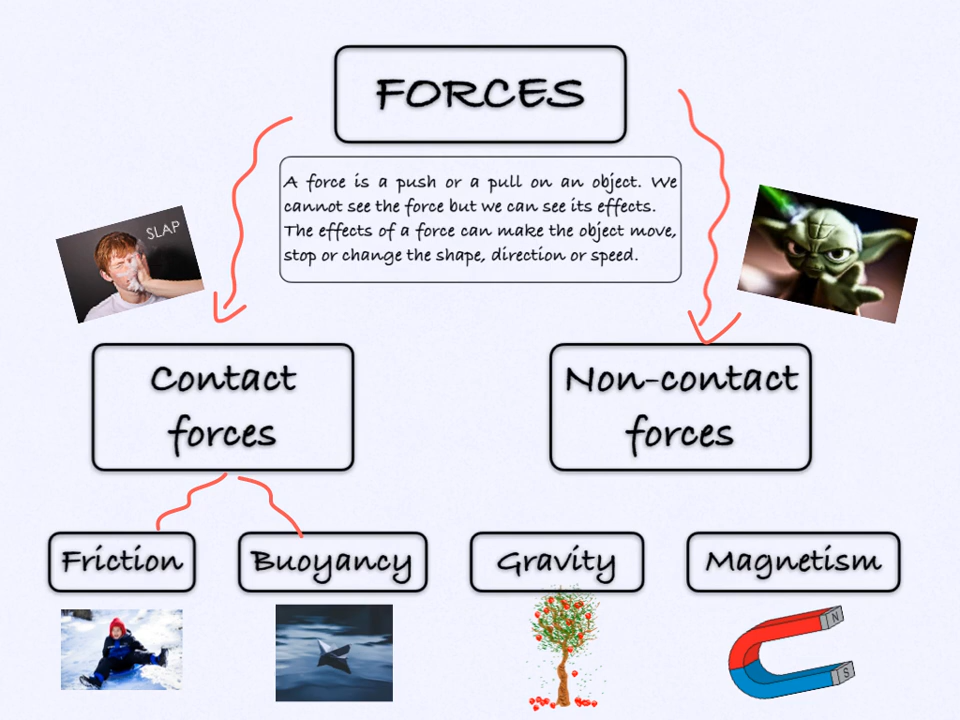 FORCES
A force is a push or a pull on an object. We
cannot see the force but we can see its effects.
The effects of a force can make the object move,
stop or change the shape, direction or speed.
SLAP
Contact
forces
Non-contact
forces
Friction
Buoyancy
Gravity
Magnetism
N
S